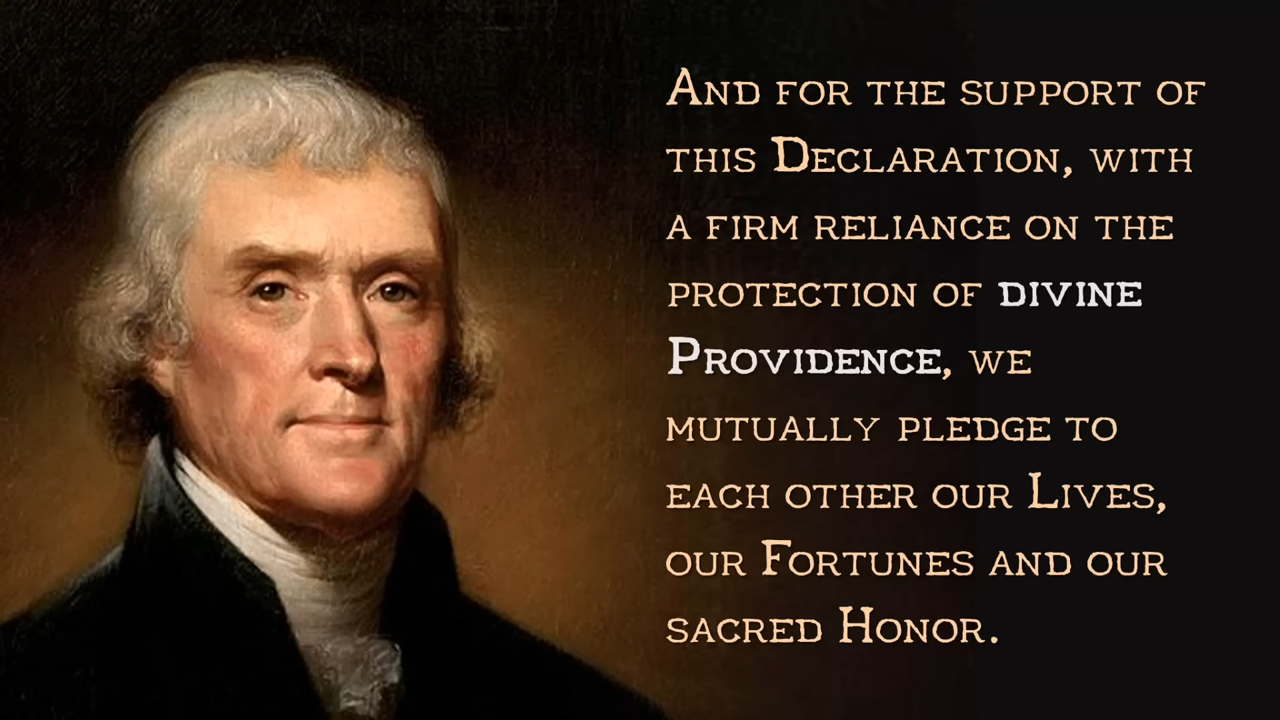 And for the support of
this Declaration, with
a firm reliance on the
protection of divine
Providence, we
mutually pledge to
each other our Lives,
our Fortunes and our
sacred Honor.